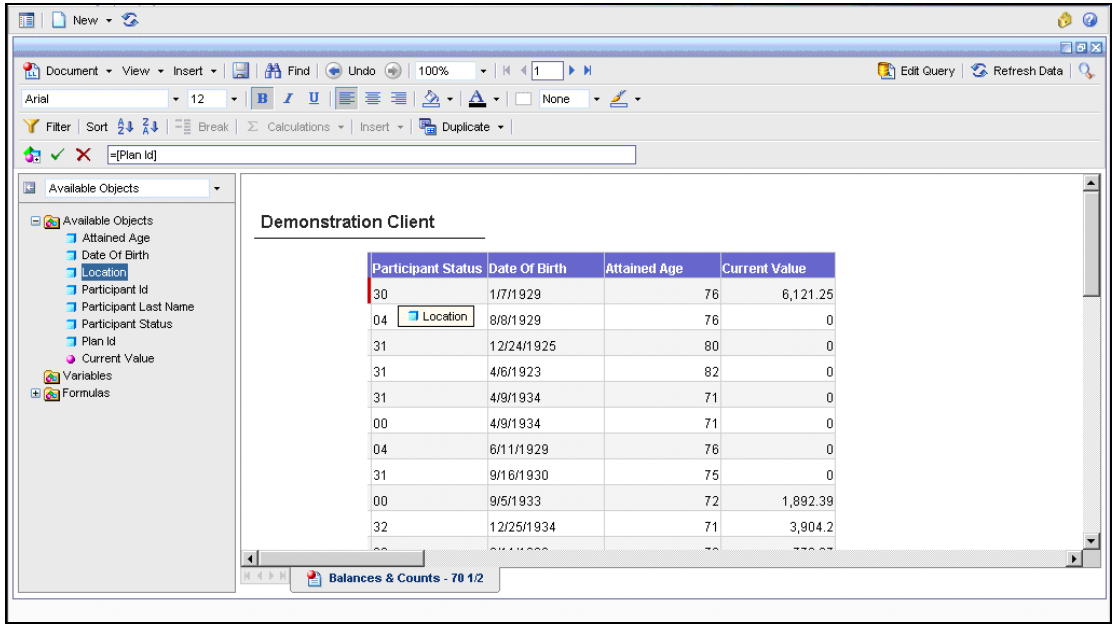 New
Document View Insert Find Undo 100% 1 Edit Query Refresh Data
Arial 12 B I U A None
Filter Sort A Z Z A Break Σ Calculations Insert Duplicate
=[Plan Id]
Available Objects
Available Objects
Attained Age
Date Of Birth
Location
Participant Id
Participant Last Name
Participant Status
Plan Id
Current Value
Variables
Formulas
Demonstration Client
Participant Status Date Of Birth Attained Age Current Value
30 1/7/1929 76 6,121.25
04 8/8/1929 76 0
Location
31 12/24/1925 80 0
31 4/6/1923 82 0
31 4/9/1934 71 0
00 4/9/1934 71 0
04 6/11/1929 76 0
31 9/16/1930 75 0
00 9/5/1933 72 1,892.39
32 12/25/1934 71 3,904.2
Balances & Counts - 70 1/2